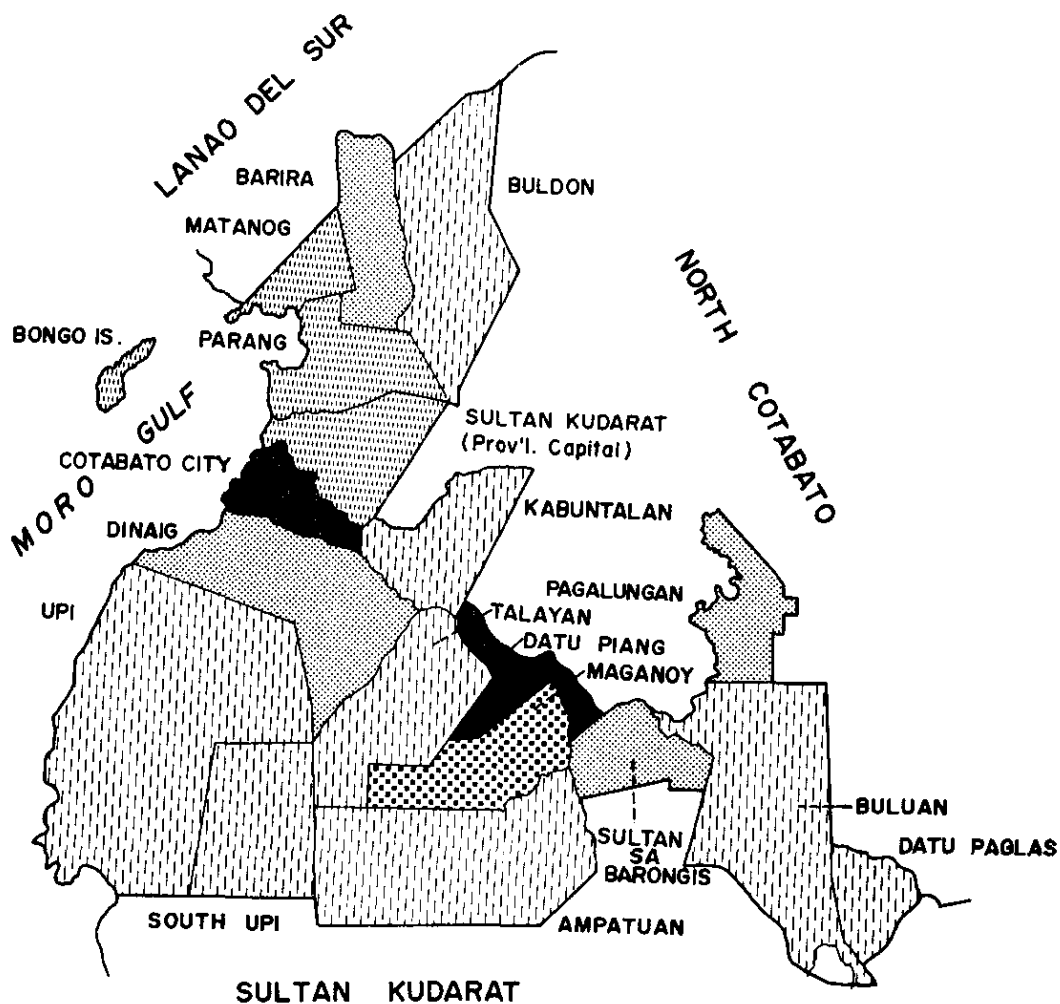 LANAO DEL SUR
BARIRA
BULDON
MATANOG
NORTH COTABATO
BONGO IS.
PARANG
MORO GULF
SULTAN KUDARAT
(Prov'l. Capital)
COTABATO CITY
KABUNTALAN
DINAIG
PAGALUNGAN
UPI
TALAYAN
DATU PIANG
MAGANOY
BULUAN
SULTAN
SA
BARONGIS
DATU PAGLAS
SOUTH UPI
AMPATUAN
SULTAN KUDARAT